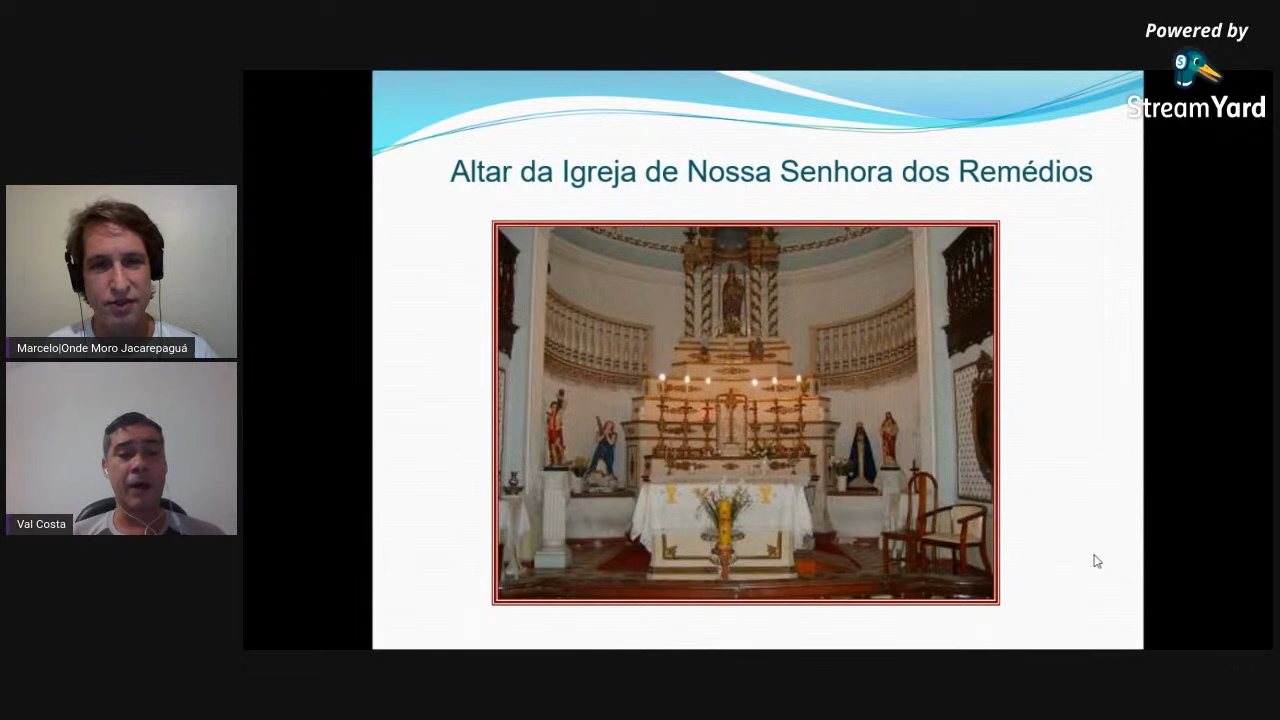 Powered by
StreamYard
Altar da Igreja de Nossa Senhora dos Remédios
Marcelo|Onde Moro Jacarepaguá
Val Costa